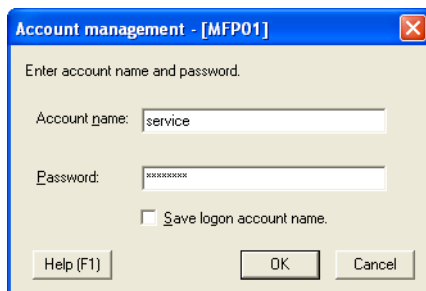 Account management - [MFP01]
Enter account name and password.
Account name: service
Password: ********
Save logon account name.
Help (F1) OK Cancel